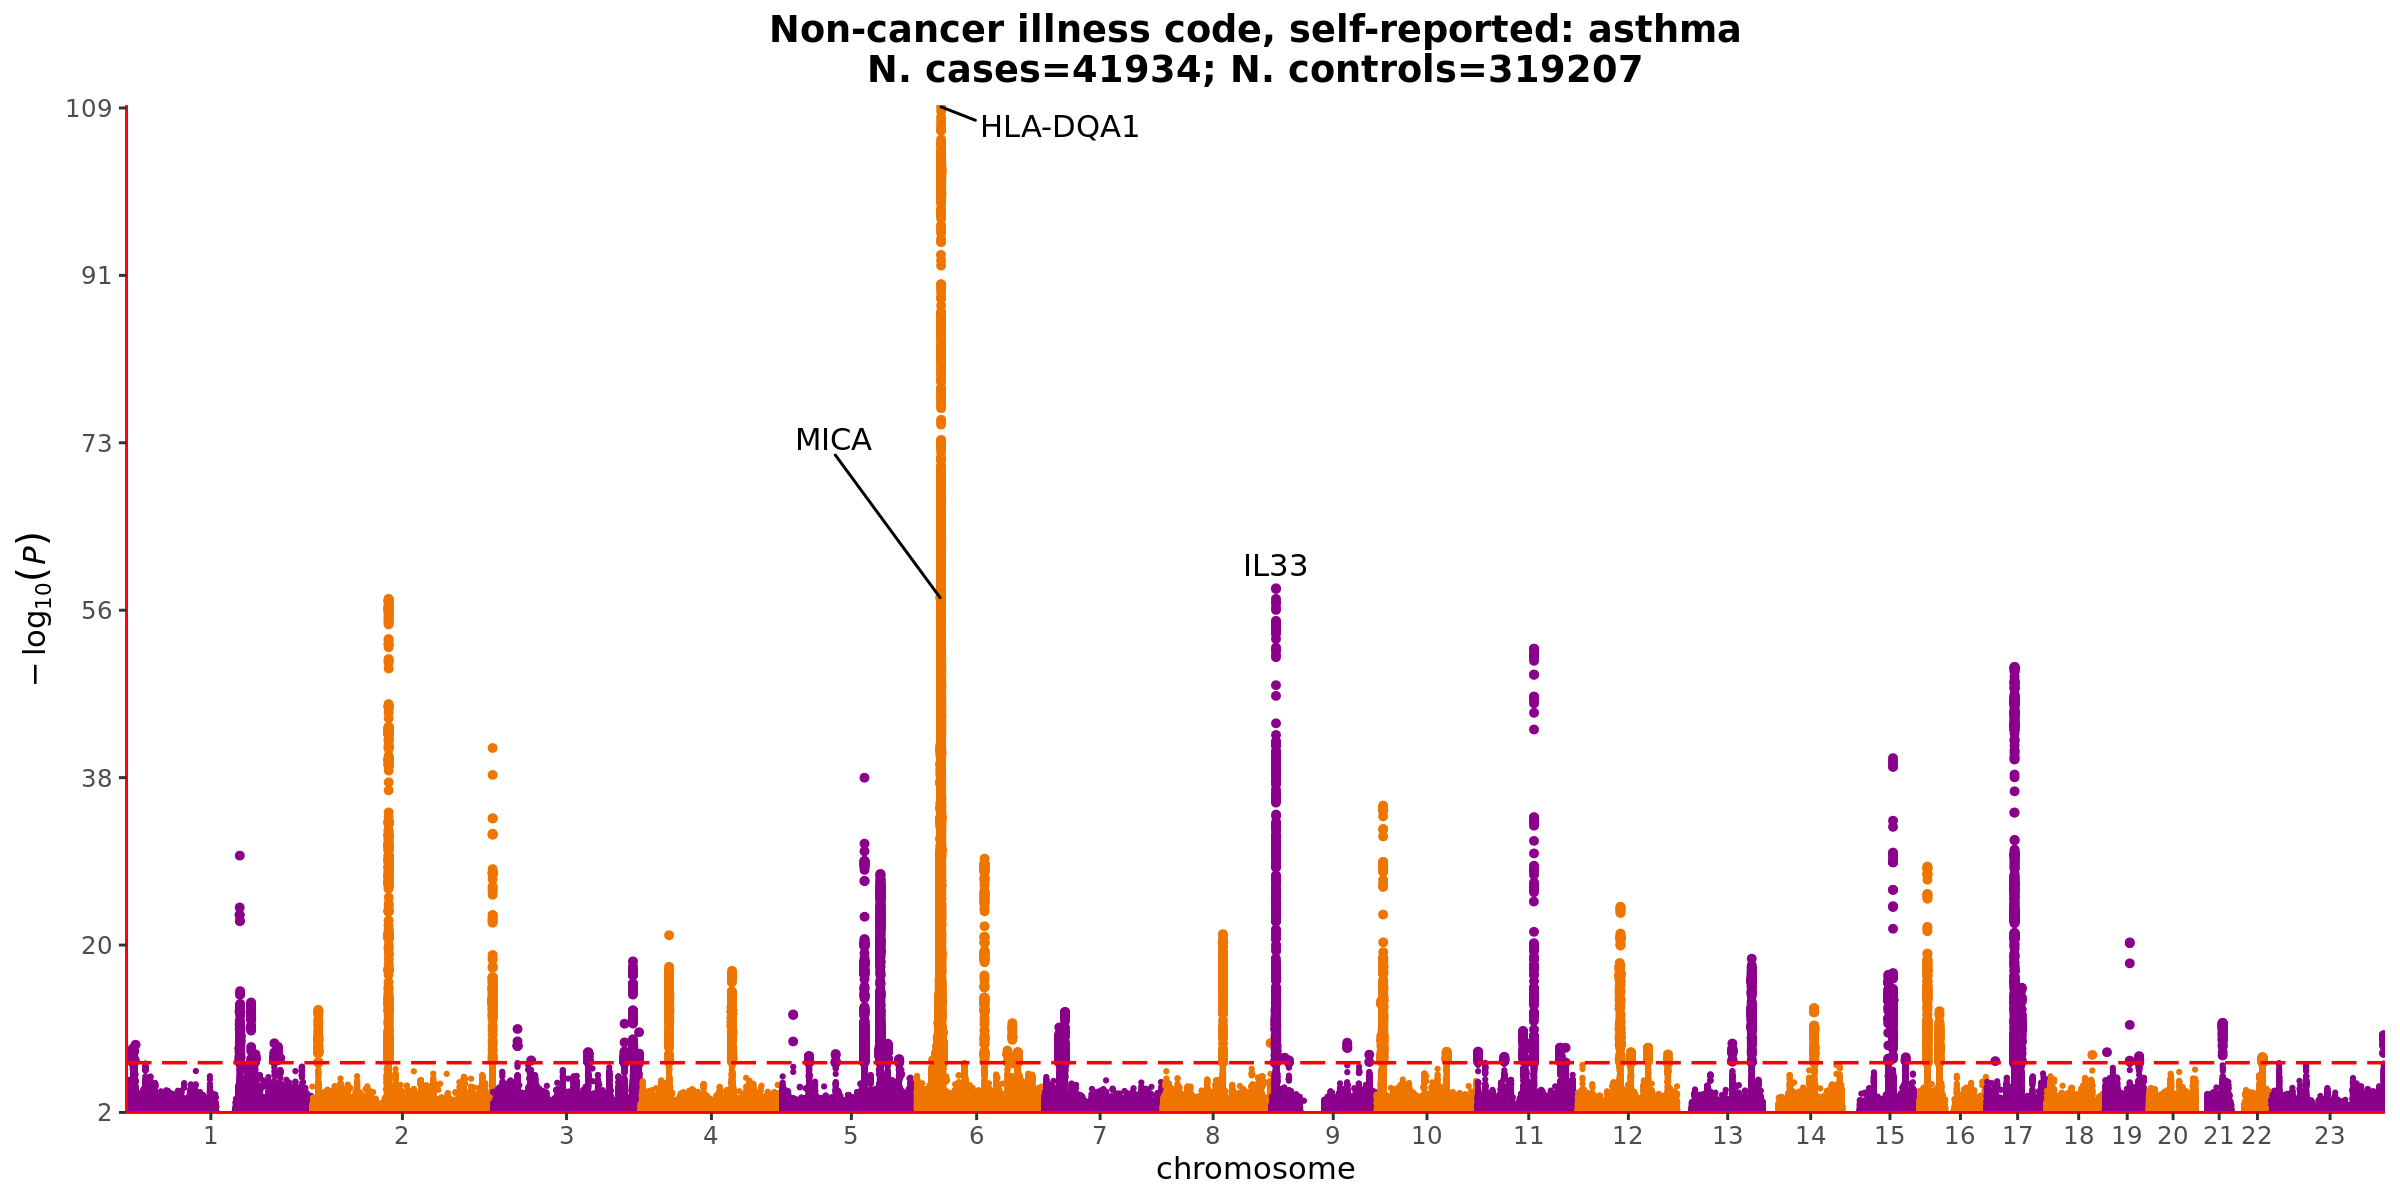 Non-cancer illness code, self-reported: asthma
N. cases=41934; N. controls=319207
109
HLA-DQA1
91
MICA
73
IL33
56
38
20
2
−log10(P)
1 2 3 4 5 6 7 8 9 10 11 12 13 14 15 16 17 18 19 20 21 22 23
chromosome